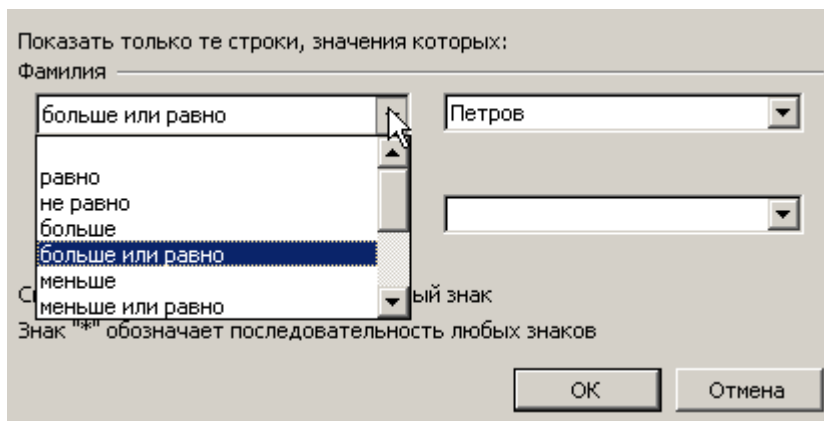 Показать только те строки, значения которых:
Фамилия
больше или равно
Петров
равно
не равно
больше
больше или равно
меньше
меньше или равно
ый знак
Знак "*" обозначает последовательность любых знаков
ОК
Отмена